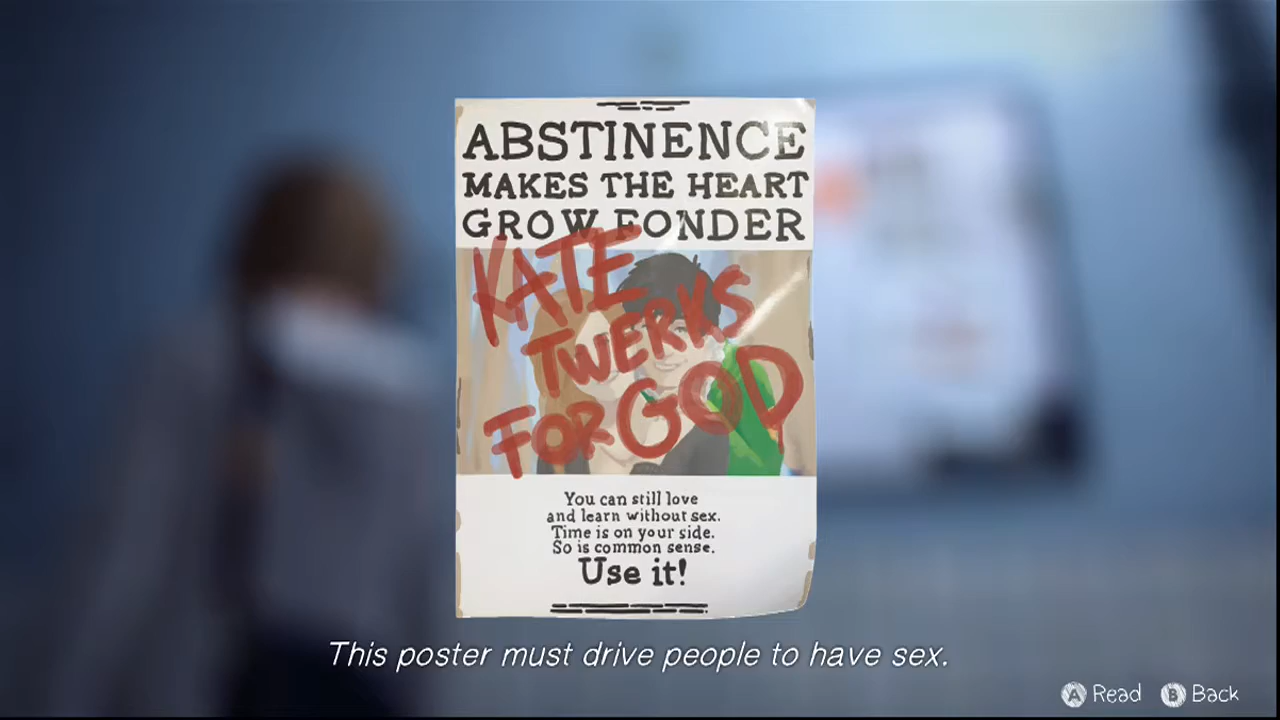 ABSTINENCE
MAKES THE HEART
GROW FONDER
KATE
TWERKS
FOR GOD
You can still love
and learn without sex.
Time is on your side.
So is common sense.
Use it!
This poster must drive people to have sex.
A Read B Back